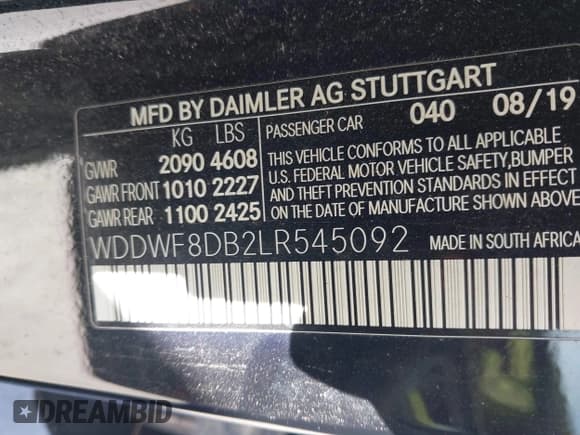 MFD BY DAIMLER AG STUTTGART
KG LBS PASSENGER CAR 040 08/19
GVWR 2090 4608
GAWR FRONT 1010 2227
GAWR REAR 1100 2425
THIS VEHICLE CONFORMS TO ALL APPLICABLE
U.S. FEDERAL MOTOR VEHICLE SAFETY,BUMPER
AND THEFT PREVENTION STANDARDS IN EFFECT
ON THE DATE OF MANUFACTURE SHOWN ABOVE
WDDWF8DB2LR545092 MADE IN SOUTH AFRICA
DREAMBID